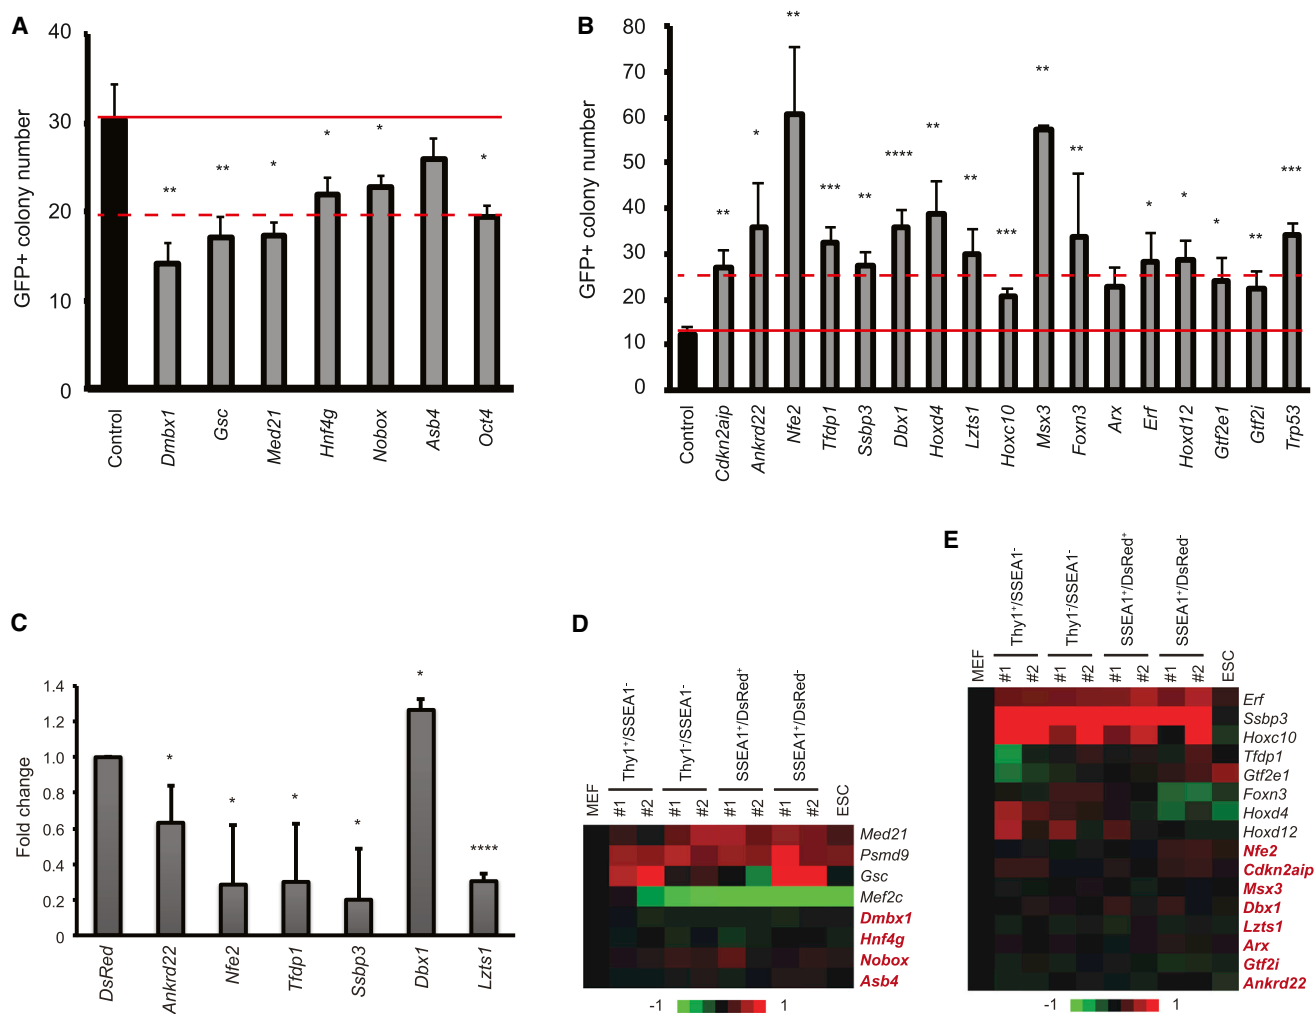 A
GFP+ colony number
40
30
20
10
0
** ** * * * *
Control Dmbx1 Gsc Med21 Hnf4g Nobox Asb4 Oct4
B
GFP+ colony number
80
70
60
50
40
30
20
10
0
** * ** *** ** **** ** ** *** ** ** * * * ** ***
Control Cdkn2aip Ankrd22 Nfe2 Tfdp1 Ssbp3 Dbx1 Hoxd4 Lzts1 Hoxc10 Msx3 Foxn3 Arx Erf Hoxd12 Gtf2e1 Gtf2i Trp53
C
Fold change
1.4
1.2
1.0
0.8
0.6
0.4
0.2
0
* * * * * ****
DsRed Ankrd22 Nfe2 Tfdp1 Ssbp3 Dbx1 Lzts1
D
Thy1+/SSEA1- Thy1-/SSEA1- SSEA1+/DsRed+ SSEA1+/DsRed-
MEF #1 #2 #1 #2 #1 #2 #1 #2 ESC
Med21
Psmd9
Gsc
Mef2c
Dmbx1
Hnf4g
Nobox
Asb4
-1 1
E
Thy1+/SSEA1- Thy1-/SSEA1- SSEA1+/DsRed+ SSEA1+/DsRed-
MEF #1 #2 #1 #2 #1 #2 #1 #2 ESC
Erf
Ssbp3
Hoxc10
Tfdp1
Gtf2e1
Foxn3
Hoxd4
Hoxd12
Nfe2
Cdkn2aip
Msx3
Dbx1
Lzts1
Arx
Gtf2i
Ankrd22
-1 1